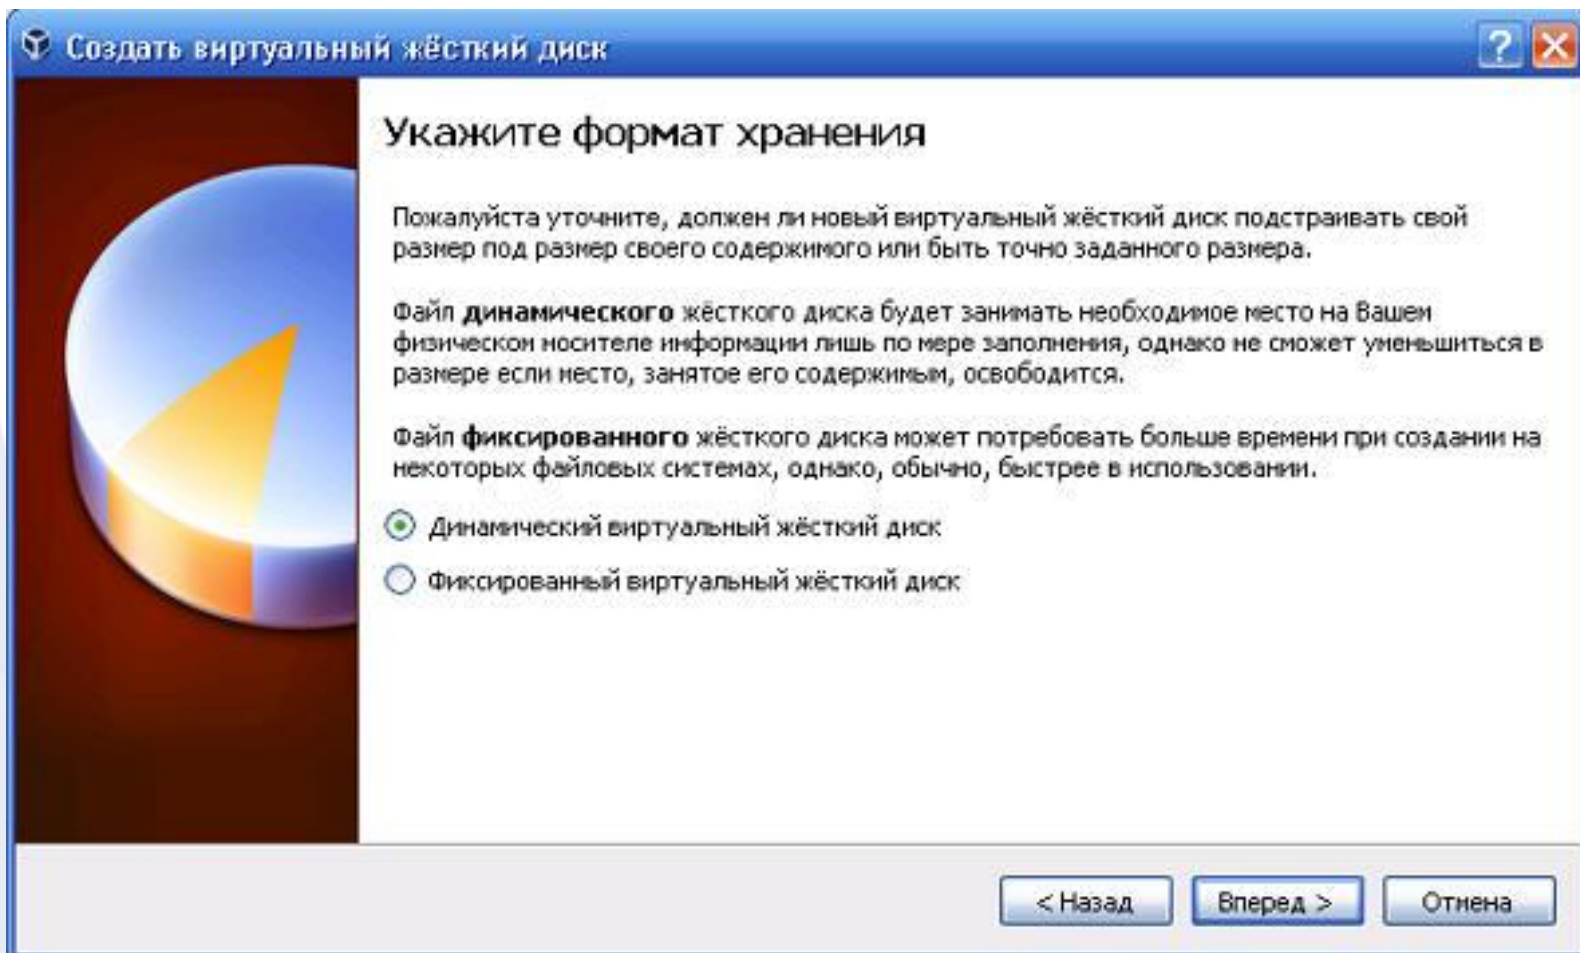 Создать виртуальный жёсткий диск
Укажите формат хранения
Пожалуйста уточните, должен ли новый виртуальный жёсткий диск подстраивать свой
размер под размер своего содержимого или быть точно заданного размера.
Файл динамического жёсткого диска будет занимать необходимое место на Вашем
физическом носителе информации лишь по мере заполнения, однако не сможет уменьшиться в
размере если место, занятое его содержимым, освободится.
Файл фиксированного жёсткого диска может потребовать больше времени при создании на
некоторых файловых системах, однако, обычно, быстрее в использовании.
Динамический виртуальный жёсткий диск
Фиксированный виртуальный жёсткий диск
< Назад
Вперед >
Отмена